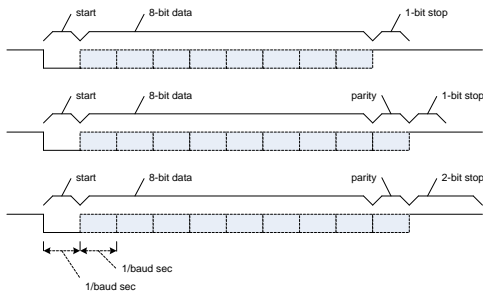 start 8-bit data 1-bit stop
start 8-bit data parity 1-bit stop
start 8-bit data parity 2-bit stop
1/baud sec
1/baud sec